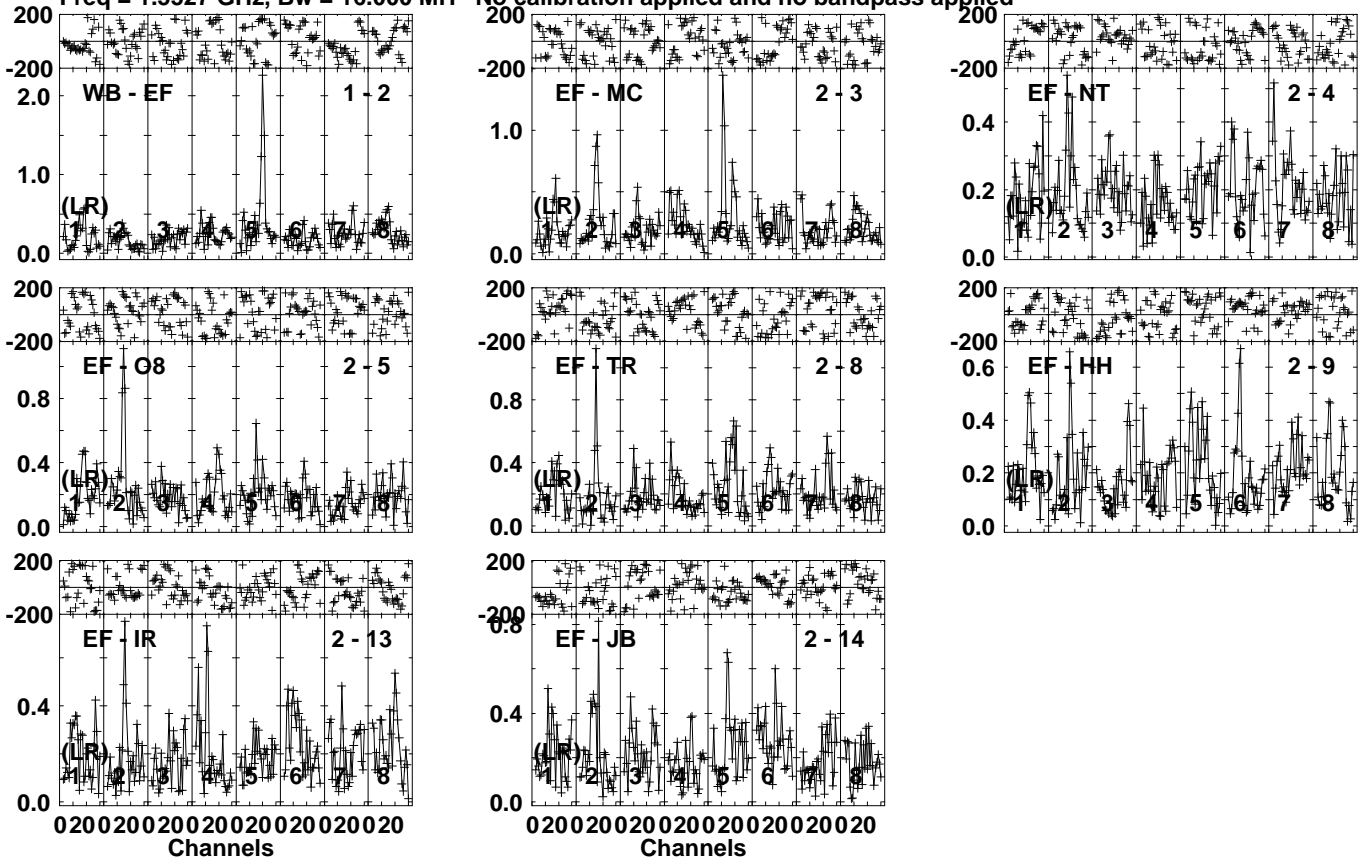 Freq = 1.5527 GHz, Bw = 16.000 MH No calibration applied and no bandpass applied
200
-200
WB - EF 1 - 2
2.0
1.0
0.0
(LR)
1 2 3 4 5 6 7 8
200
-200
EF - MC 2 - 3
1.0
0.0
(LR)
1 2 3 4 5 6 7 8
200
-200
EF - NT 2 - 4
0.4
0.2
0.0
(LR)
1 2 3 4 5 6 7 8
200
-200
EF - O8 2 - 5
0.8
0.4
0.0
(LR)
1 2 3 4 5 6 7 8
200
-200
EF - TR 2 - 8
0.8
0.4
0.0
(LR)
1 2 3 4 5 6 7 8
200
-200
EF - HH 2 - 9
0.6
0.4
0.2
0.0
(LR)
1 2 3 4 5 6 7 8
200
-200
EF - IR 2 - 13
0.4
0.0
(LR)
1 2 3 4 5 6 7 8
0 20 0 20 0 20 0 20 0 20 0 20 0 20 0 20
Channels
200
-200
EF - JB 2 - 14
0.8
0.4
0.0
(LR)
1 2 3 4 5 6 7 8
0 20 0 20 0 20 0 20 0 20 0 20 0 20 0 20
Channels